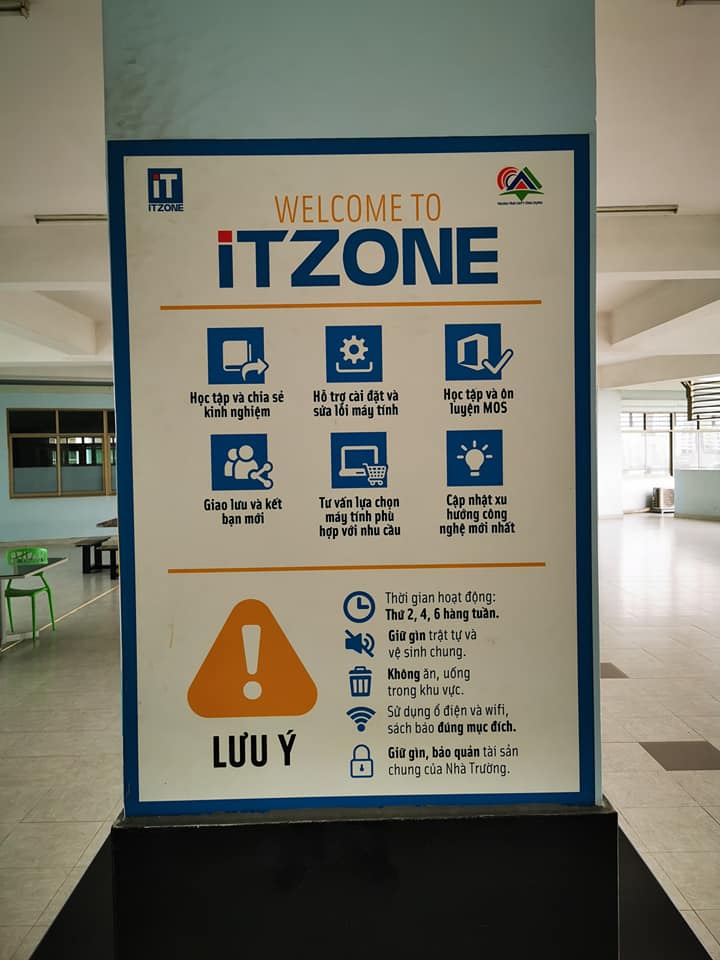 iT
ITZONE
WELCOME TO
iTZONE
Học tập và chia sẻ
kinh nghiệm
Hỗ trợ cài đặt và
sửa lỗi máy tính
Học tập và ôn
luyện MOS
Giao lưu và kết
bạn mới
Tư vấn lựa chọn
máy tính phù
hợp với nhu cầu
Cập nhật xu
hướng công
nghệ mới nhất
LƯU Ý
Thời gian hoạt động:
Thứ 2, 4, 6 hàng tuần.
Giữ gìn trật tự và
vệ sinh chung.
Không ăn, uống
trong khu vực.
Sử dụng ổ điện và wifi,
sách báo đúng mục đích.
Giữ gìn, bảo quản tài sản
chung của Nhà Trường.